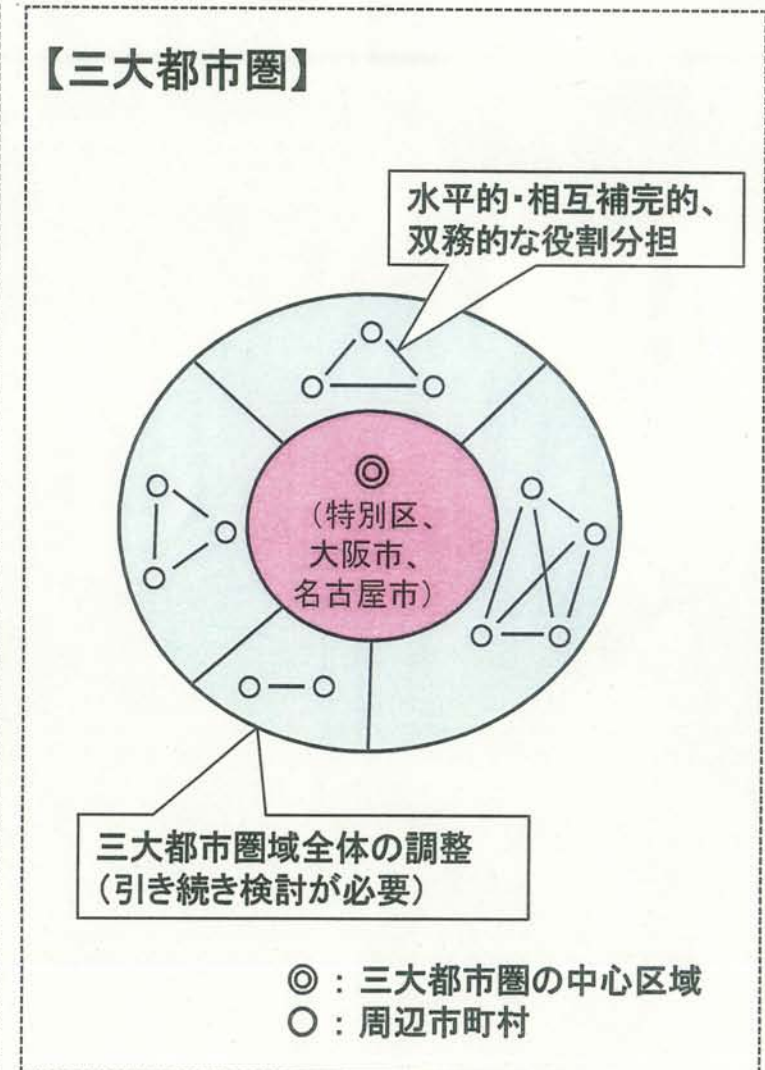 【三大都市圏】
水平的・相互補完的、
双務的な役割分担
◎
（特別区、
大阪市、
名古屋市）
三大都市圏域全体の調整
（引き続き検討が必要）
◎：三大都市圏の中心区域
○：周辺市町村